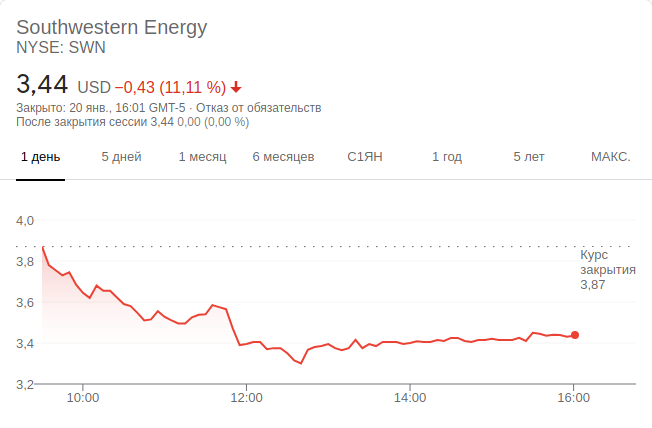 Southwestern Energy
NYSE: SWN
3,44 USD −0,43 (11,11 %)
Закрыто: 20 янв., 16:01 GMT-5 · Отказ от обязательств
После закрытия сессии 3,44 0,00 (0,00 %)
1 день 5 дней 1 месяц 6 месяцев С1ЯН 1 год 5 лет МАКС.
4,0
Курс
закрытия
3,8
3,87
3,6
3,4
3,2
10:00 12:00 14:00 16:00